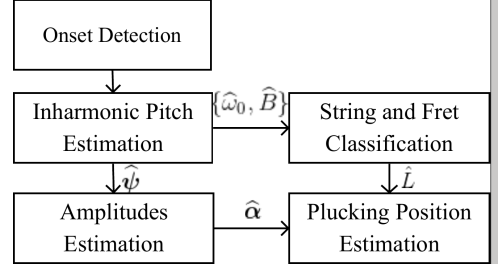 Onset Detection
Inharmonic Pitch
Estimation
{ω̂₀, B̂}
String and Fret
Classification
ψ̂
L̂
Amplitudes
Estimation
α̂
Plucking Position
Estimation